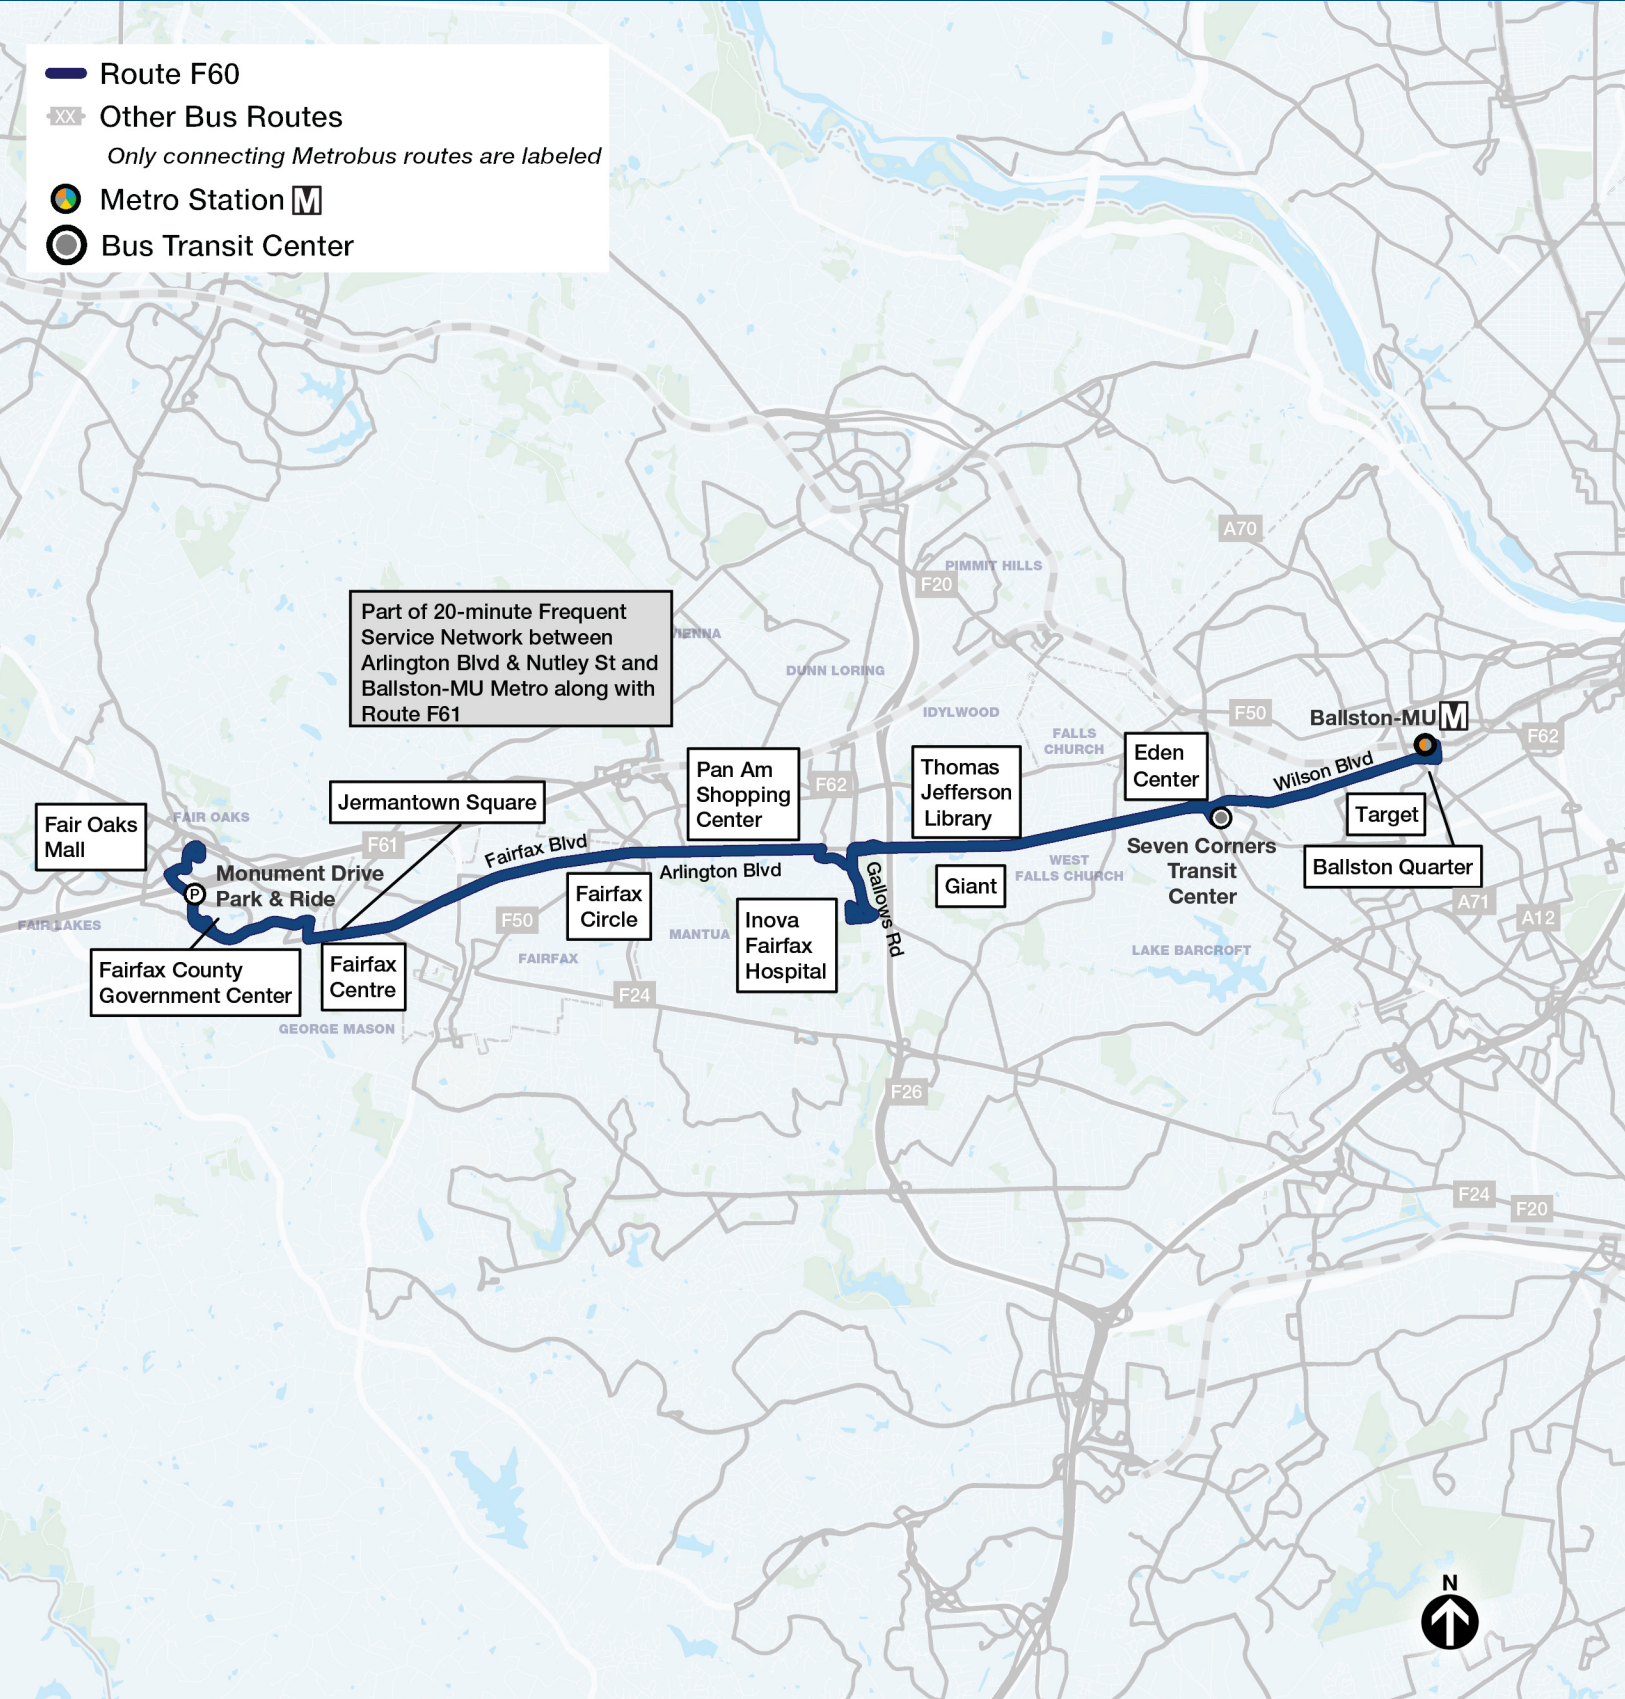 Route F60
XX Other Bus Routes
Only connecting Metrobus routes are labeled
Metro Station M
Bus Transit Center
A70
PIMMIT HILLS
F20
Part of 20-minute Frequent
Service Network between
Arlington Blvd & Nutley St and
Ballston-MU Metro along with
Route F61
VIENNA
DUNN LORING
IDYLWOOD
F50
Ballston-MU M
FALLS
CHURCH
F62
Eden
Center
Wilson Blvd
Pan Am
Shopping
Center
F62
Thomas
Jefferson
Library
Jermantown Square
Target
Fair Oaks
Mall
FAIR OAKS
F61
Fairfax Blvd
Seven Corners
Transit
Center
Ballston Quarter
Arlington Blvd
WEST
FALLS CHURCH
Monument Drive
Park & Ride
P
Gallows Rd
Giant
Fairfax
Circle
A71
A12
FAIR LAKES
F50
MANTUA
Inova
Fairfax
Hospital
LAKE BARCROFT
FAIRFAX
Fairfax County
Government Center
Fairfax
Centre
F24
GEORGE MASON
F26
F24
F20
N